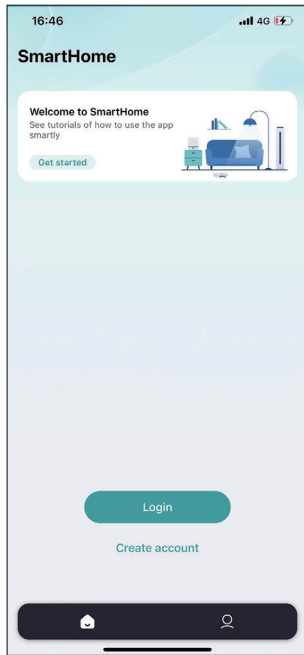 16:46
4G
SmartHome
Welcome to SmartHome
See tutorials of how to use the app
smartly
Get started
Login
Create account